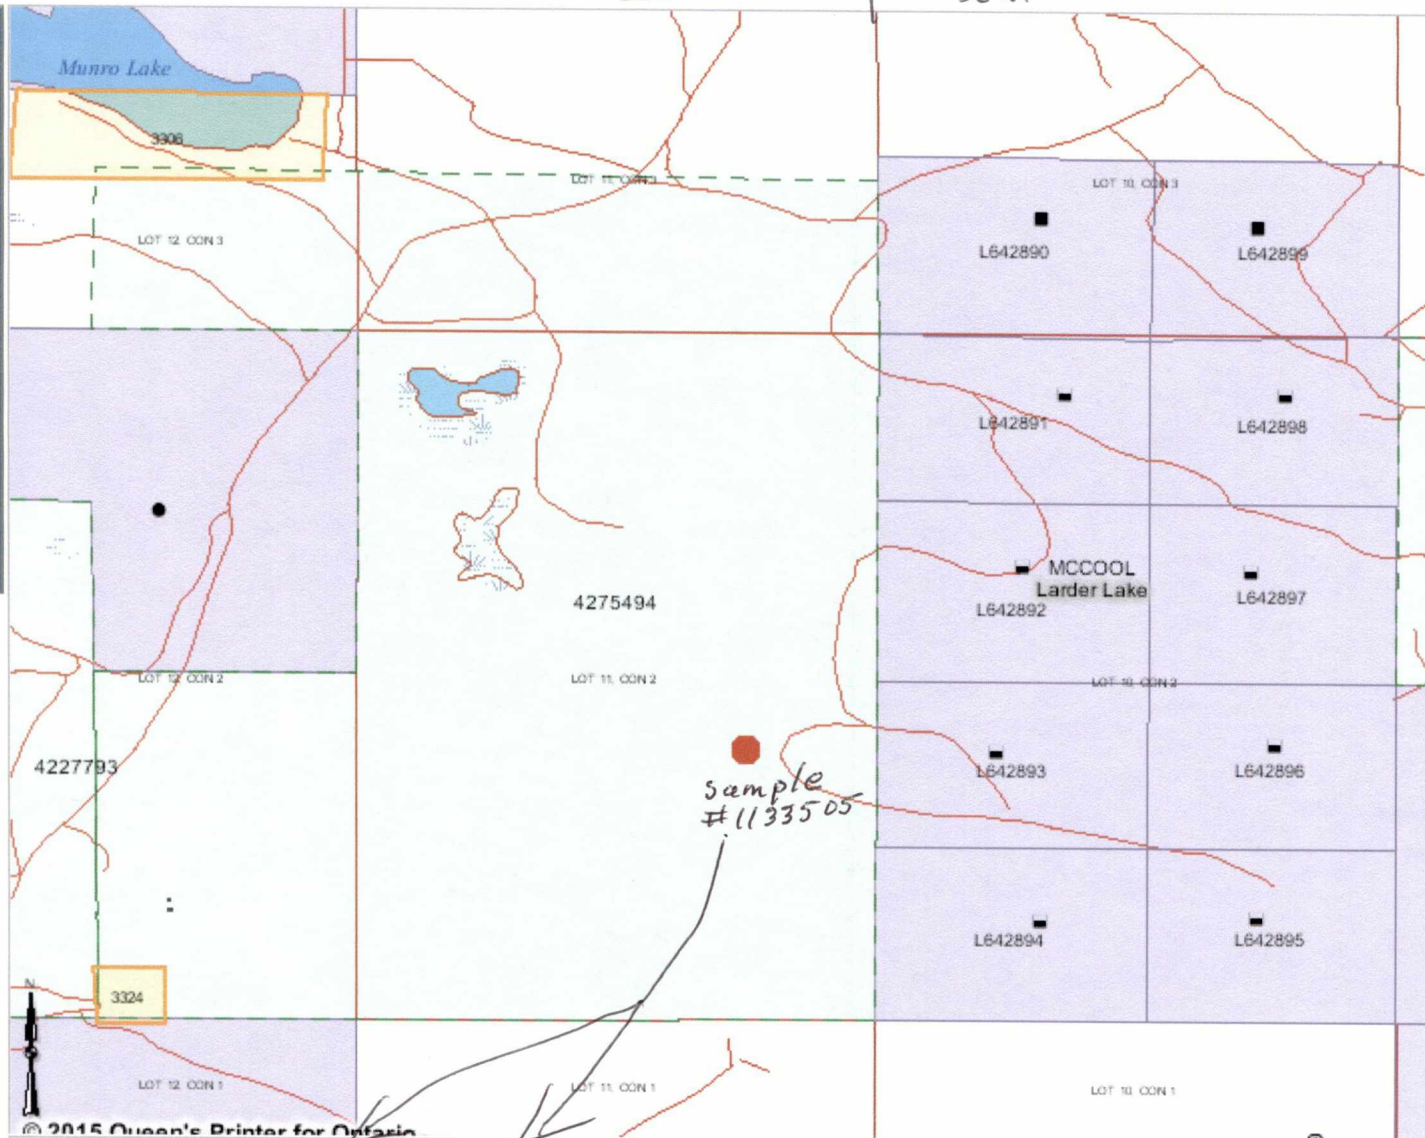 Munro Lake
3306
LOT 11, CON 3
LOT 10, CON 3
LOT 12, CON 3
L642890
L642899
L642891
L642898
MCCOOL
Larder Lake
L642892
L642897
4275494
LOT 12, CON 2
LOT 11, CON 2
LOT 10, CON 2
4227793
L642893
L642896
sample
#1133505
L642894
L642895
N
3324
LOT 12, CON 1
LOT 11, CON 1
LOT 10, CON 1
© 2015 Queen's Printer for Ontario